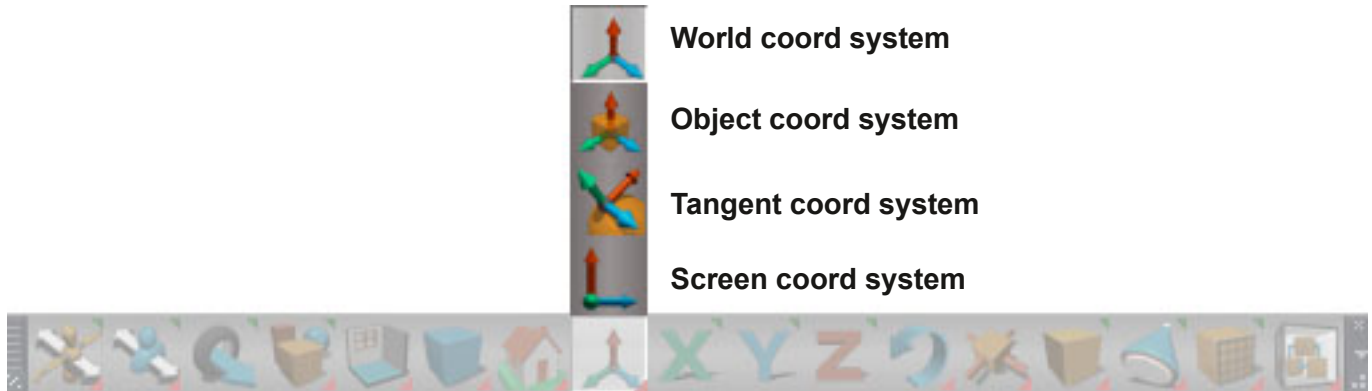 World coord system
Object coord system
Tangent coord system
Screen coord system
X Y Z